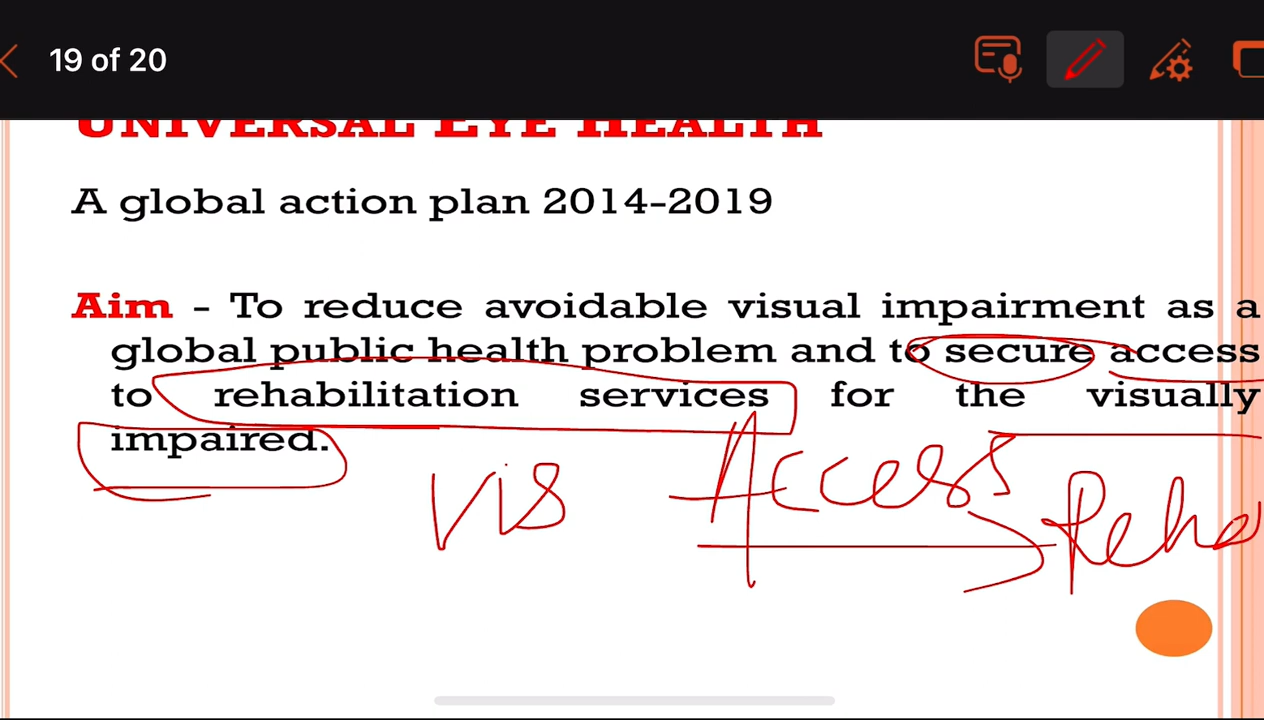 19 of 20
UNIVERSAL EYE HEALTH
A global action plan 2014-2019
Aim - To reduce avoidable visual impairment as a
global public health problem and to secure access
to rehabilitation services for the visually
impaired.
Vis Access
Reha